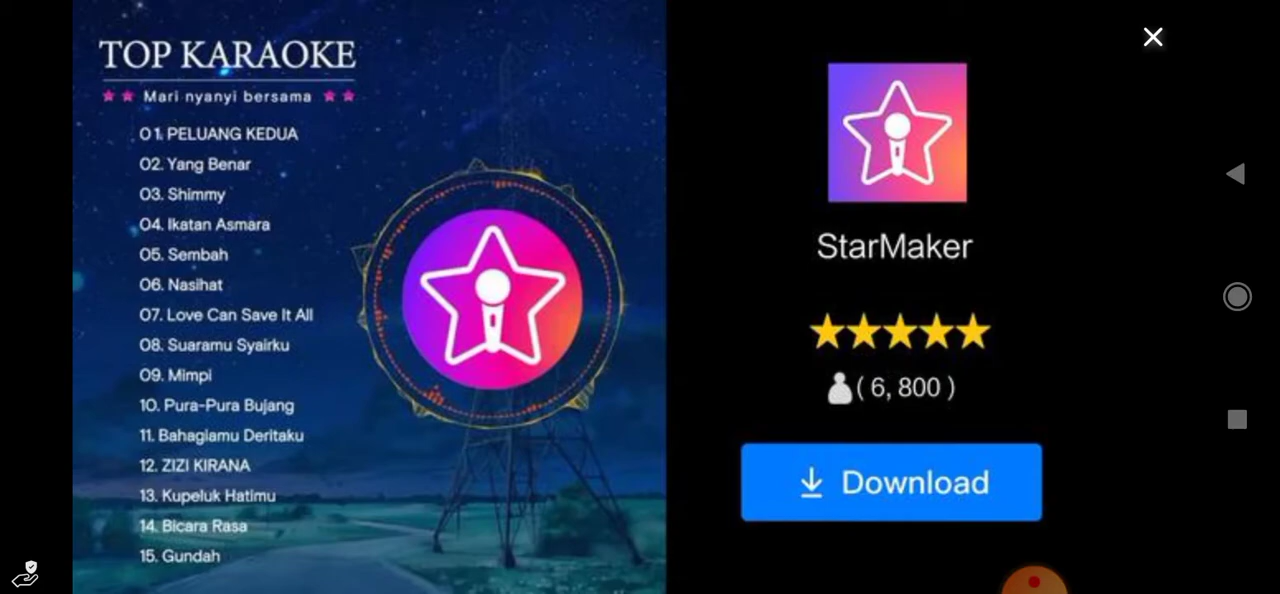 TOP KARAOKE
Mari nyanyi bersama
01. PELUANG KEDUA
02. Yang Benar
03. Shimmy
04. Ikatan Asmara
05. Sembah
06. Nasihat
07. Love Can Save It All
08. Suaramu Syairku
09. Mimpi
10. Pura-Pura Bujang
11. Bahagiamu Deritaku
12. ZIZI KIRANA
13. Kupeluk Hatimu
14. Bicara Rasa
15. Gundah
StarMaker
( 6, 800 )
Download